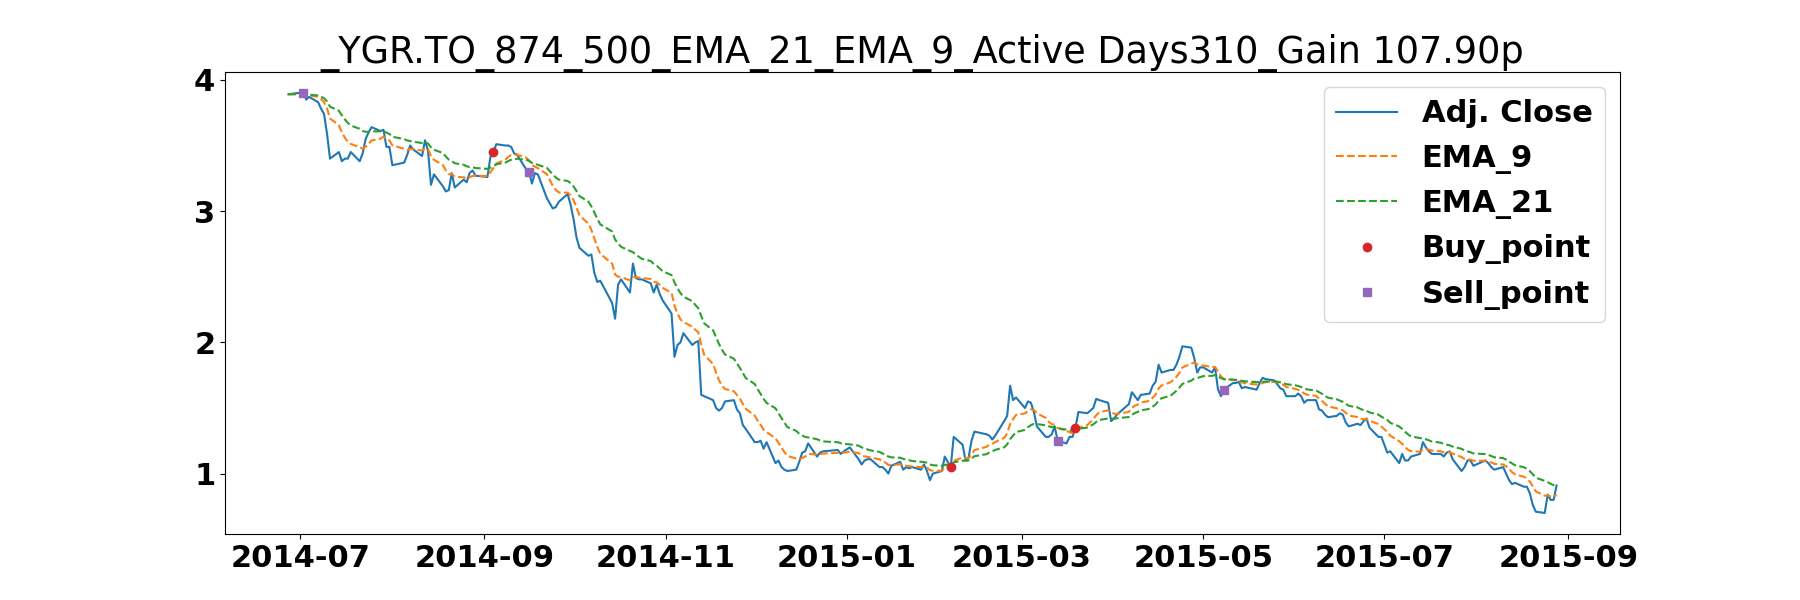 _YGR.TO_874_500_EMA_21_EMA_9_Active Days310_Gain 107.90p
4
3
2
1
Adj. Close
EMA_9
EMA_21
Buy_point
Sell_point
2014-07 2014-09 2014-11 2015-01 2015-03 2015-05 2015-07 2015-09